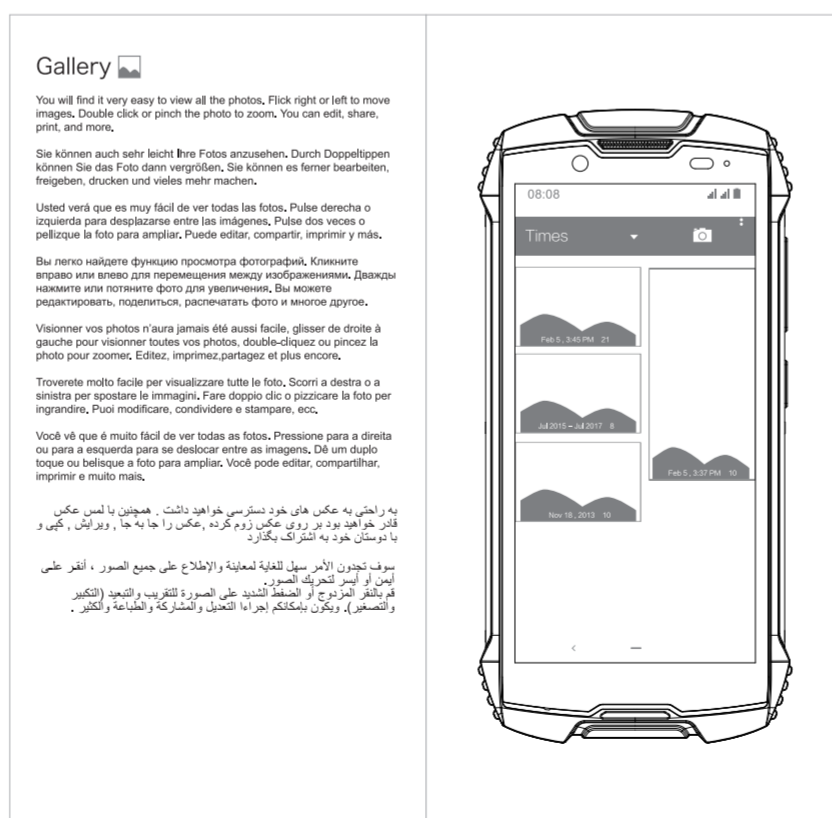 Gallery
You will find it very easy to view all the photos. Flick right or left to move
images. Double click or pinch the photo to zoom. You can edit, share,
print, and more.
Sie können auch sehr leicht Ihre Fotos anzusehen. Durch Doppeltippen
können Sie das Foto dann vergrößen. Sie können es ferner bearbeiten,
freigeben, drucken und vieles mehr machen.
Usted verá que es muy fácil de ver todas las fotos. Pulse derecha o
izquierda para desplazarse entre las imágenes. Pulse dos veces o
pellizque la foto para ampliar. Puede editar, compartir, imprimir y más.
Вы легко найдете функцию просмотра фотографий. Кликните
вправо или влево для перемещения между изображениями. Дважды
нажмите или потяните фото для увеличения. Вы можете
редактировать, поделиться, распечатать фото и многое другое.
Visionner vos photos n'aura jamais été aussi facile, glisser de droite à
gauche pour visionner toutes vos photos, double-cliquez ou pincez la
photo pour zoomer. Editez, imprimez,partagez et plus encore.
Troverete molto facile per visualizzare tutte le foto. Scorri a destra o a
sinistra per spostare le immagini. Fare doppio clic o pizzicare la foto per
ingrandire. Puoi modificare, condividere e stampare, ecc.
Você vê que é muito fácil de ver todas as fotos. Pressione para a direita
ou para a esquerda para se deslocar entre as imagens. Dê um duplo
toque ou belisque a foto para ampliar. Você pode editar, compartilhar,
imprimir e muito mais.
به راحتی به عکس های خود دسترسی خواهید داشت . همچنین با لمس عکس
قادر خواهید بود بر روی عکس زوم کرده ,عکس را جا به جا , ویرایش , کپی و
با دوستان خود به اشتراک بگذارد
سوف تجدون الأمر سهل للغاية لمعاينة والإطلاع على جميع الصور ، أنقر على
أيمن أو أيسر لتحريك الصور.
قم بالنقر المزدوج أو الضغط الشديد على الصورة للتقريب والتبعيد (التكبير
والتصغير). ويكون بإمكانكم إجراءا التعديل والمشاركة والطباعة والكثير .
08:08
Times
Feb 5 , 3:45 PM 21
Jul 2015 – Jul 2017 8
Feb 5 , 3:37 PM 10
Nov 18 , 2013 10